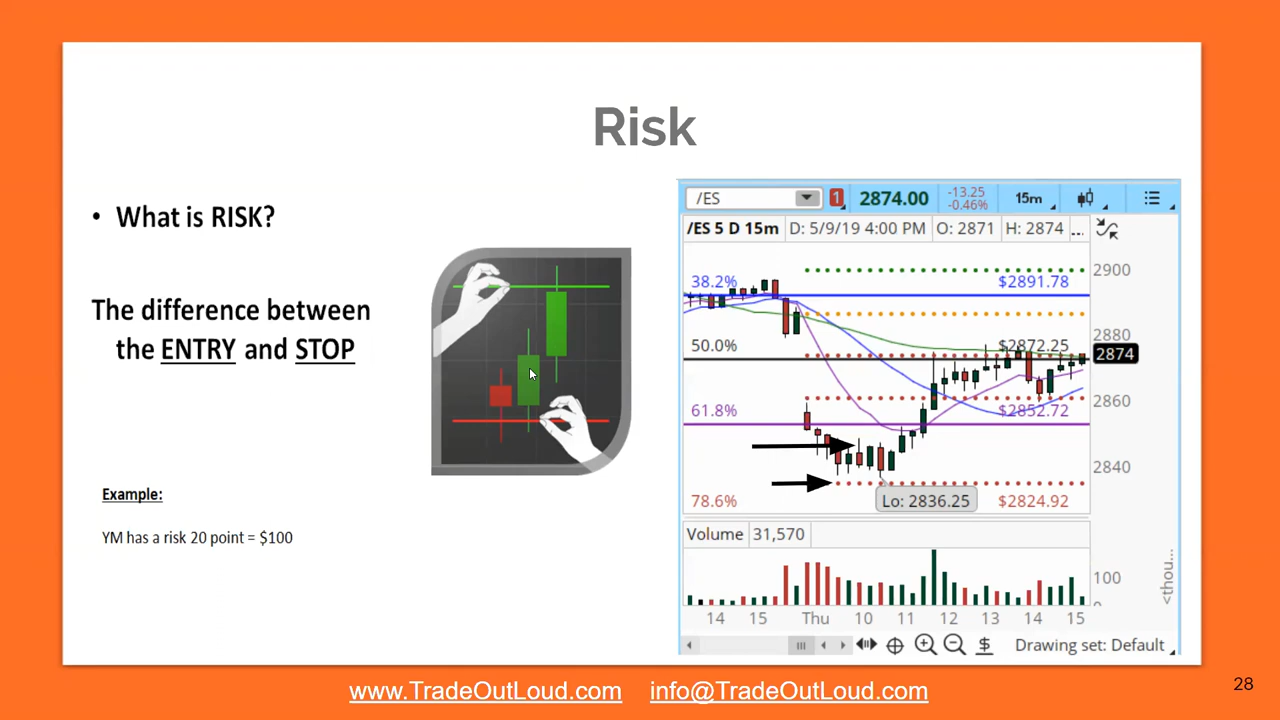 Risk
• What is RISK?
The difference between
the ENTRY and STOP
Example:
YM has a risk 20 point = $100
/ES 1 2874.00 -13.25 -0.46% 15m
/ES 5 D 15m D: 5/9/19 4:00 PM O: 2871 H: 2874 ...
2900
38.2% $2891.78
2880
50.0% $2872.25
2874
2860
61.8% $2852.72
2840
Lo: 2836.25
78.6% $2824.92
Volume 31,570
100
0
<thou...
14 15 Thu 10 11 12 13 14 15
$ Drawing set: Default
www.TradeOutLoud.com info@TradeOutLoud.com
28